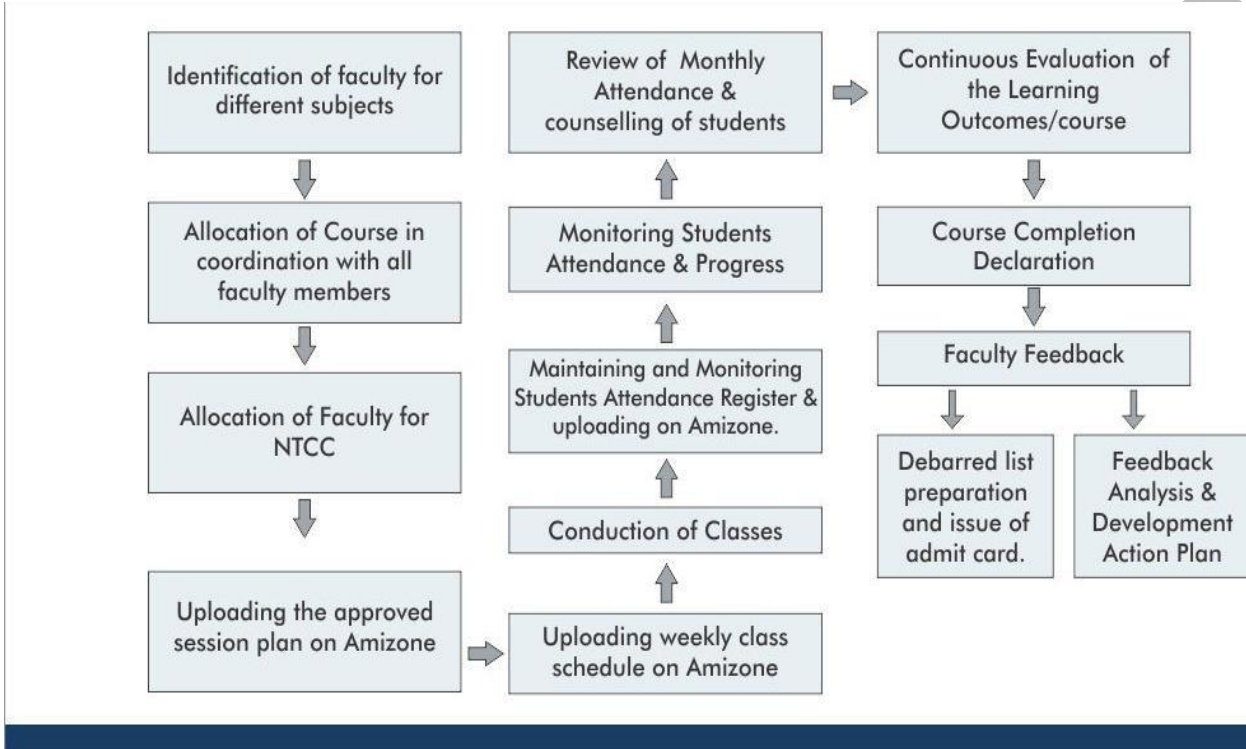 Identification of faculty for
different subjects
Allocation of Course in
coordination with all
faculty members
Allocation of Faculty for
NTCC
Uploading the approved
session plan on Amizone
Uploading weekly class
schedule on Amizone
Conduction of Classes
Maintaining and Monitoring
Students Attendance Register &
uploading on Amizone.
Monitoring Students
Attendance & Progress
Review of Monthly
Attendance &
counselling of students
Continuous Evaluation of
the Learning
Outcomes/course
Course Completion
Declaration
Faculty Feedback
Debarred list
preparation
and issue of
admit card.
Feedback
Analysis &
Development
Action Plan